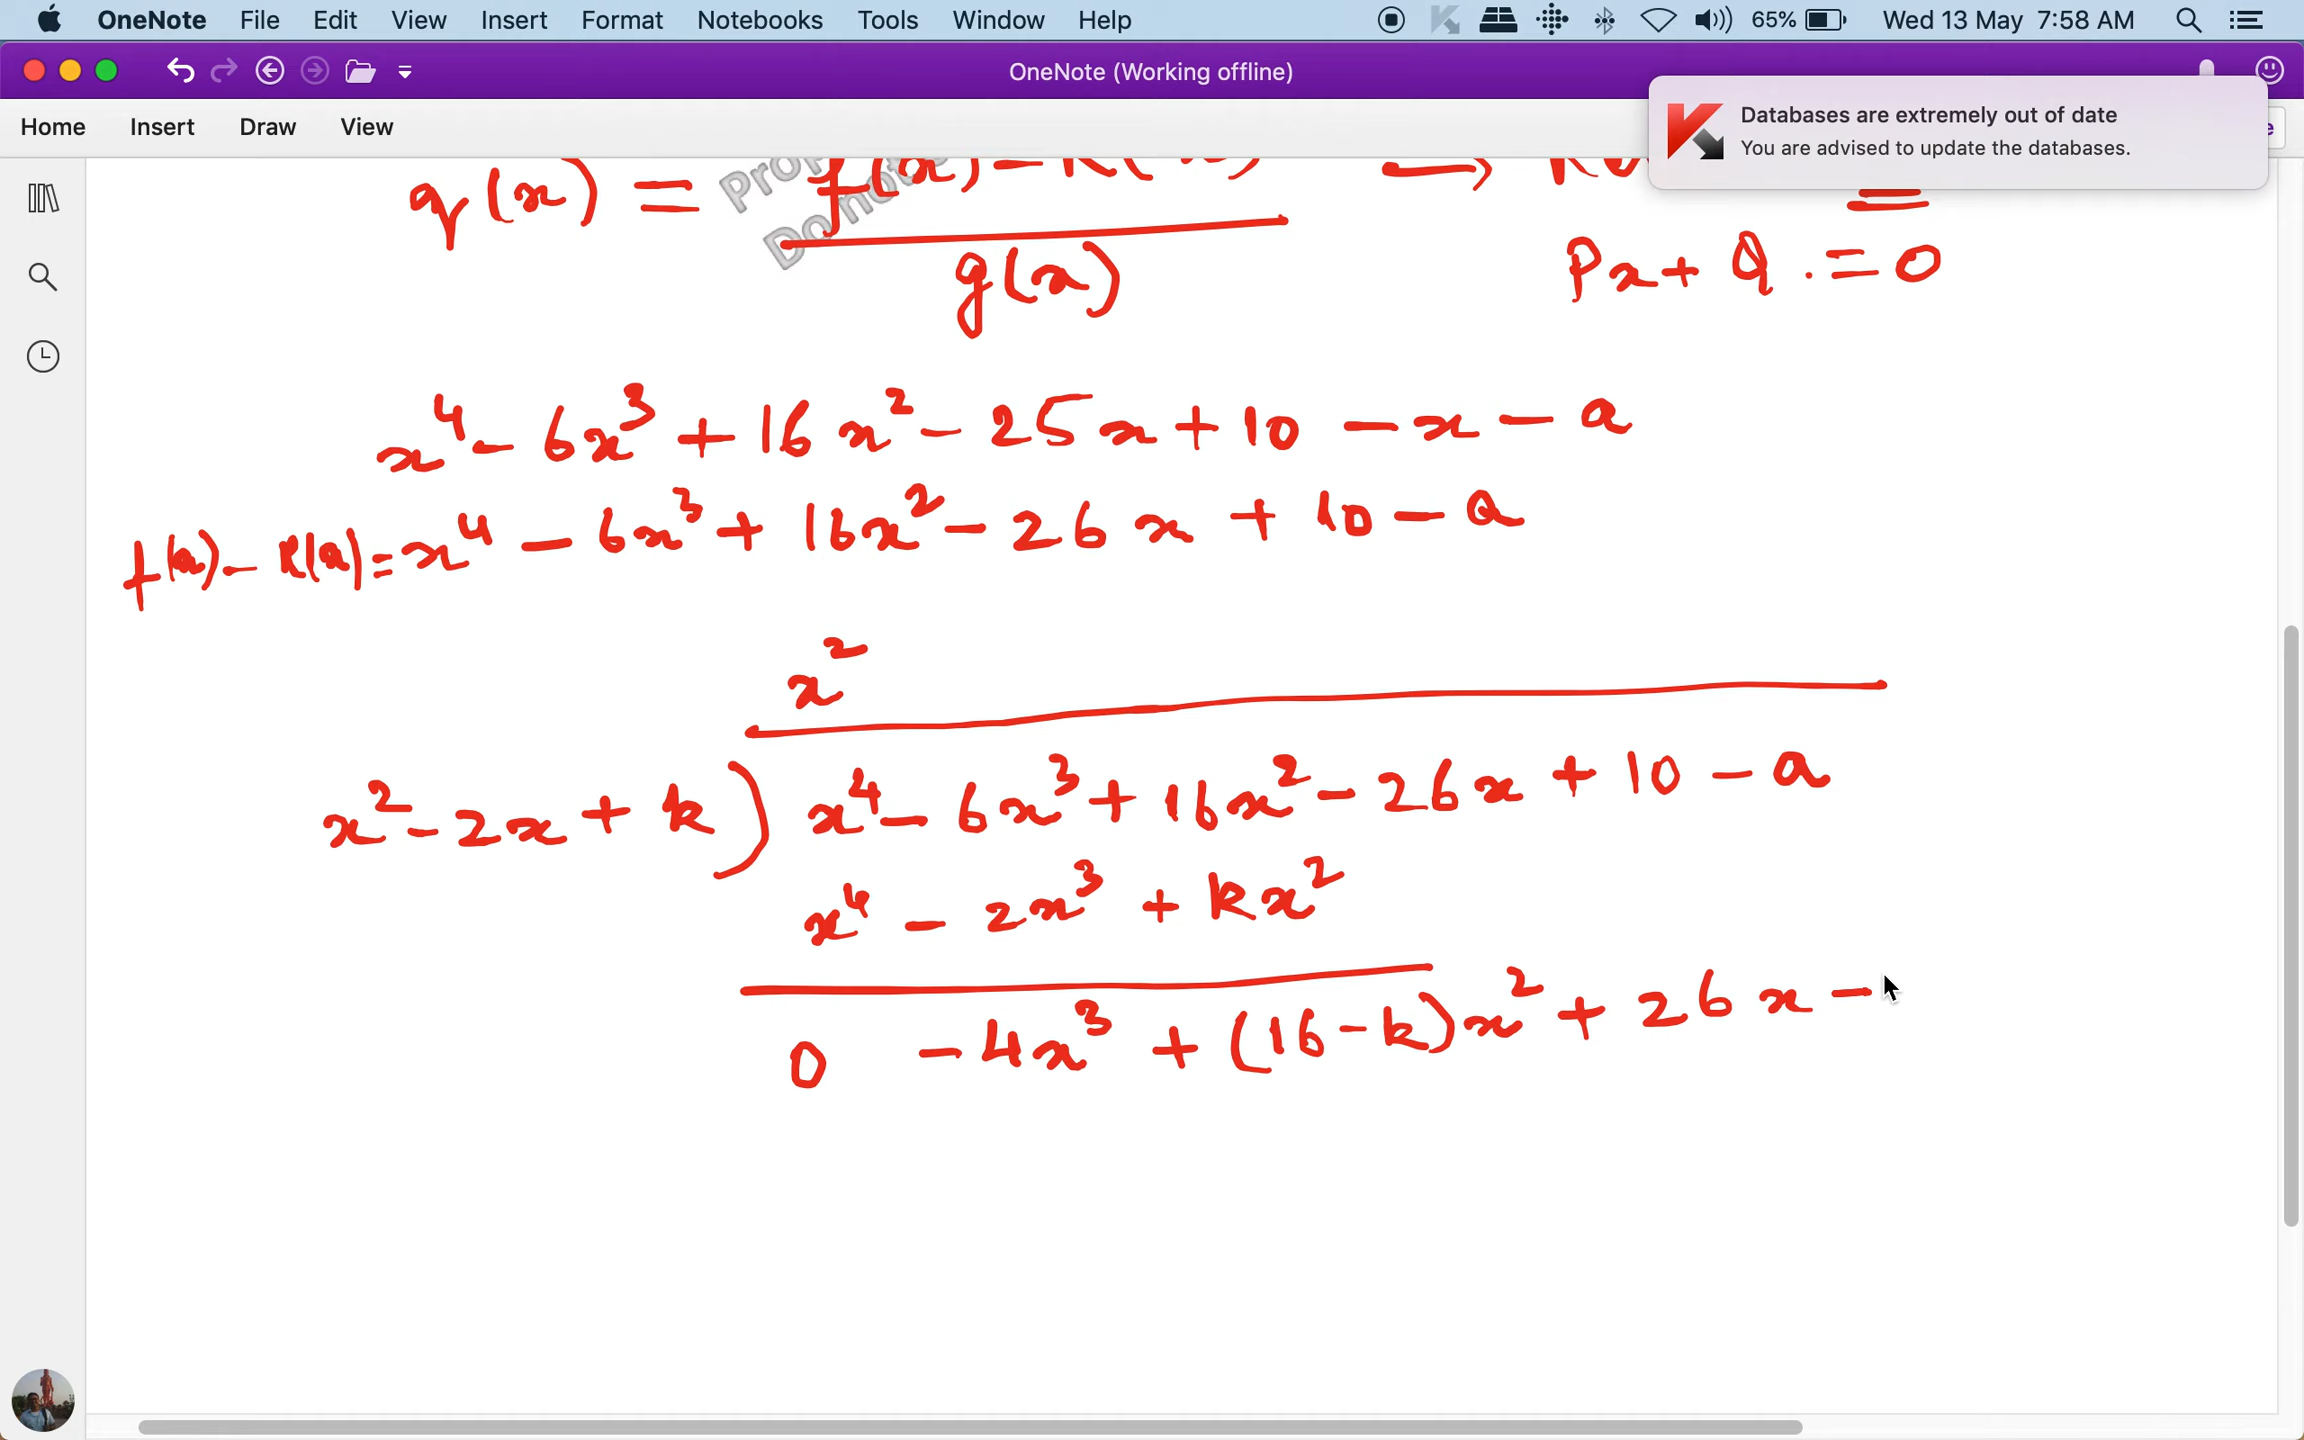 OneNote File Edit View Insert Format Notebooks Tools Window Help 65% Wed 13 May 7:58 AM
OneNote (Working offline)
Home Insert Draw View
Databases are extremely out of date
You are advised to update the databases.
Do not
q(x) = f(x) - R(x)
g(x)
Px + Q . = 0
x⁴ - 6x³ + 16x² - 25x + 10 - x - a
f(x) - R(x) = x⁴ - 6x³ + 16x² - 26x + 10 - a
x²
x² - 2x + k ) x⁴ - 6x³ + 16x² - 26x + 10 - a
x⁴ - 2x³ + kx²
0 - 4x³ + (16 - k)x² + 26x -